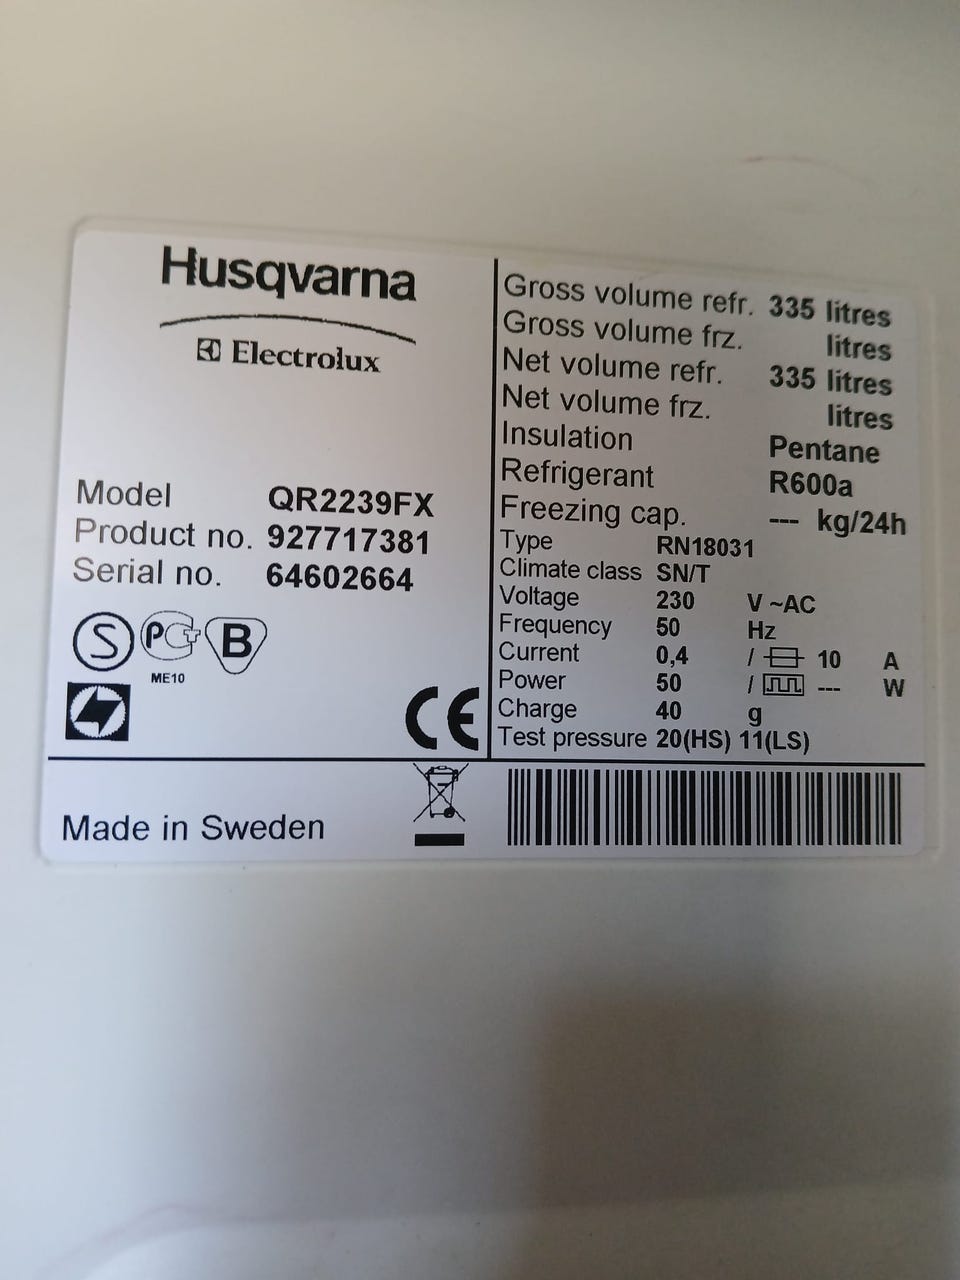 Husqvarna
Electrolux
Model QR2239FX
Product no. 927717381
Serial no. 64602664
S PCT B
ME10
CE
Made in Sweden
Gross volume refr. 335 litres
Gross volume frz. litres
Net volume refr. 335 litres
Net volume frz. litres
Insulation Pentane
Refrigerant R600a
Freezing cap. --- kg/24h
Type RN18031
Climate class SN/T
Voltage 230 V ~AC
Frequency 50 Hz
Current 0,4 / 10 A
Power 50 / --- W
Charge 40 g
Test pressure 20(HS) 11(LS)